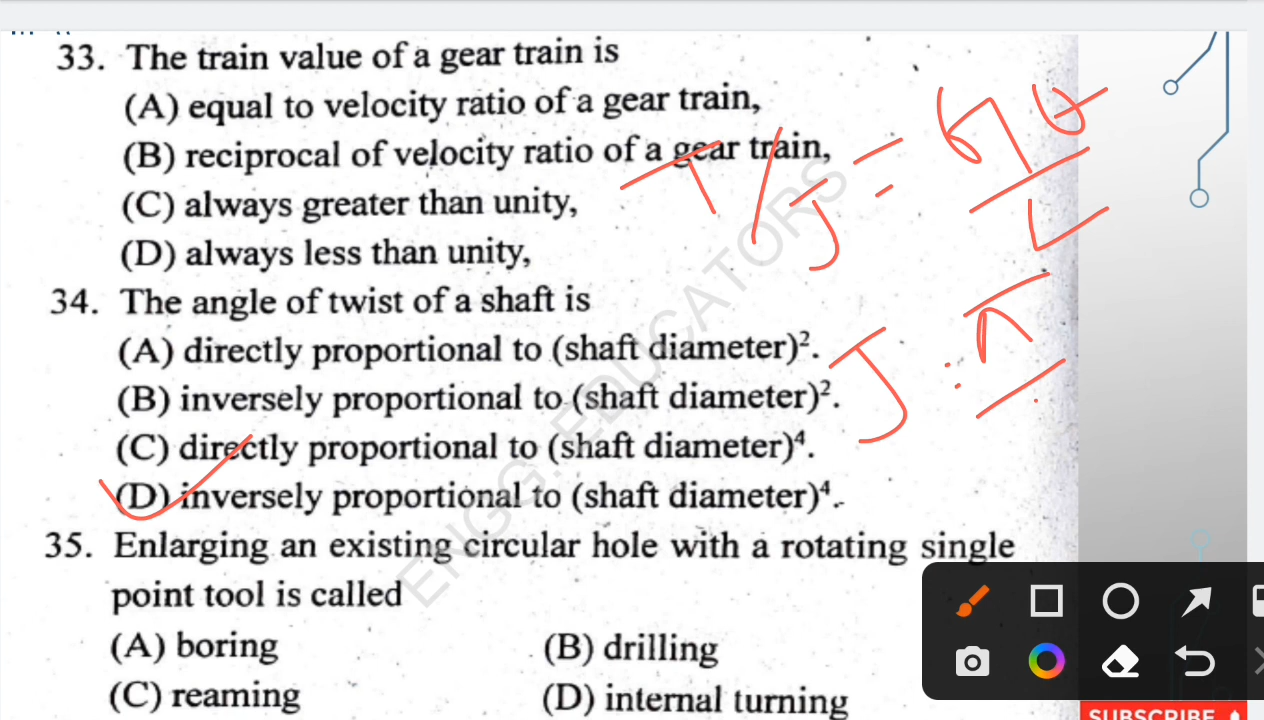 33. The train value of a gear train is
(A) equal to velocity ratio of a gear train,
(B) reciprocal of velocity ratio of a gear train,
(C) always greater than unity,
(D) always less than unity,
34. The angle of twist of a shaft is
(A) directly proportional to (shaft diameter)².
(B) inversely proportional to (shaft diameter)².
(C) directly proportional to (shaft diameter)⁴.
(D) inversely proportional to (shaft diameter)⁴.
35. Enlarging an existing circular hole with a rotating single
point tool is called
(A) boring (B) drilling
(C) reaming (D) internal turning
T/J = Gθ/L
J = π
ENGG. EDUCATORS
SUBSCRIBE